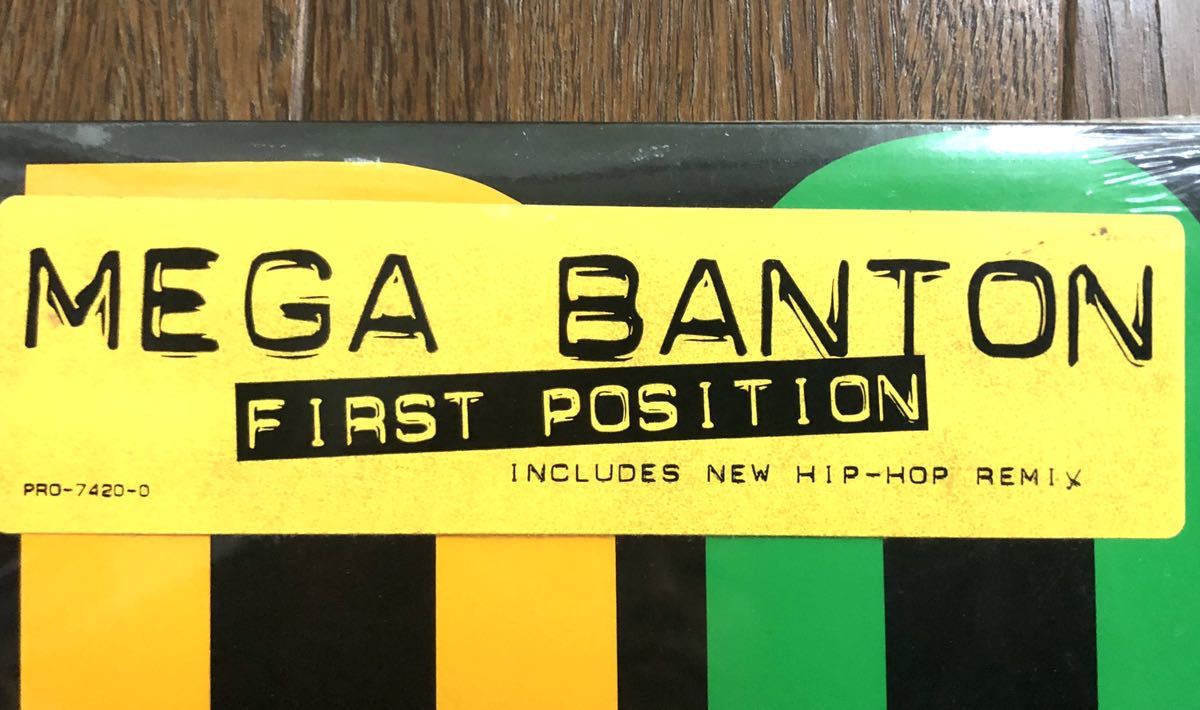 MEGA BANTON
FIRST POSITION
INCLUDES NEW HIP-HOP REMIX
PRO-7420-0